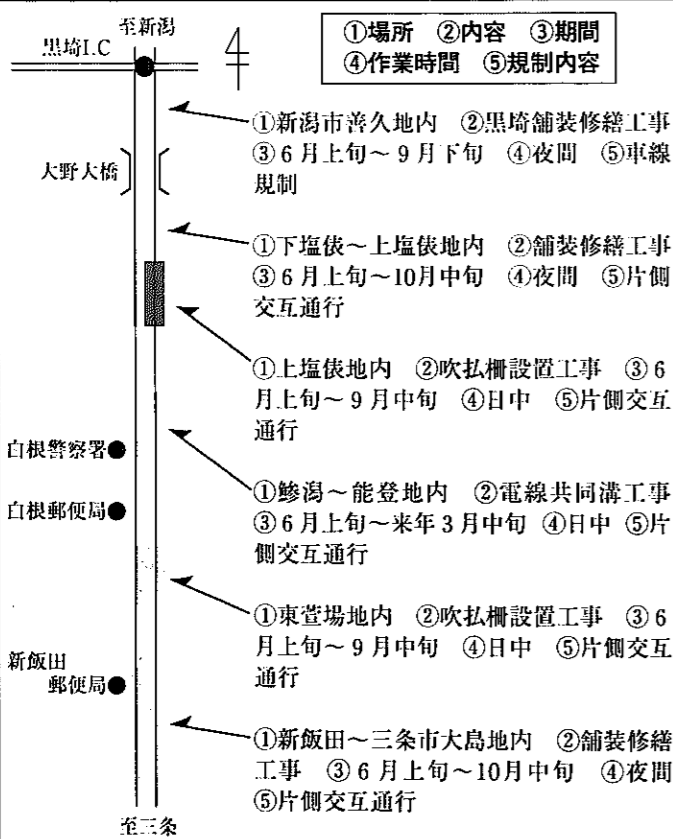 至新潟
黒埼I.C
①場所 ②内容 ③期間
④作業時間 ⑤規制内容
①新潟市善久地内 ②黒埼舗装修繕工事
③6月上旬～9月下旬 ④夜間 ⑤車線
規制
大野大橋
①下塩俵～上塩俵地内 ②舗装修繕工事
③6月上旬～10月中旬 ④夜間 ⑤片側
交互通行
①上塩俵地内 ②吹払柵設置工事 ③6
月上旬～9月中旬 ④日中 ⑤片側交互
通行
白根警察署
白根郵便局
①鯵潟～能登地内 ②電線共同溝工事
③6月上旬～来年3月中旬 ④日中 ⑤片
側交互通行
①東萱場地内 ②吹払柵設置工事 ③6
月上旬～9月中旬 ④日中 ⑤片側交互
通行
新飯田
郵便局
①新飯田～三条市大島地内 ②舗装修繕
工事 ③6月上旬～10月中旬 ④夜間
⑤片側交互通行
至三条